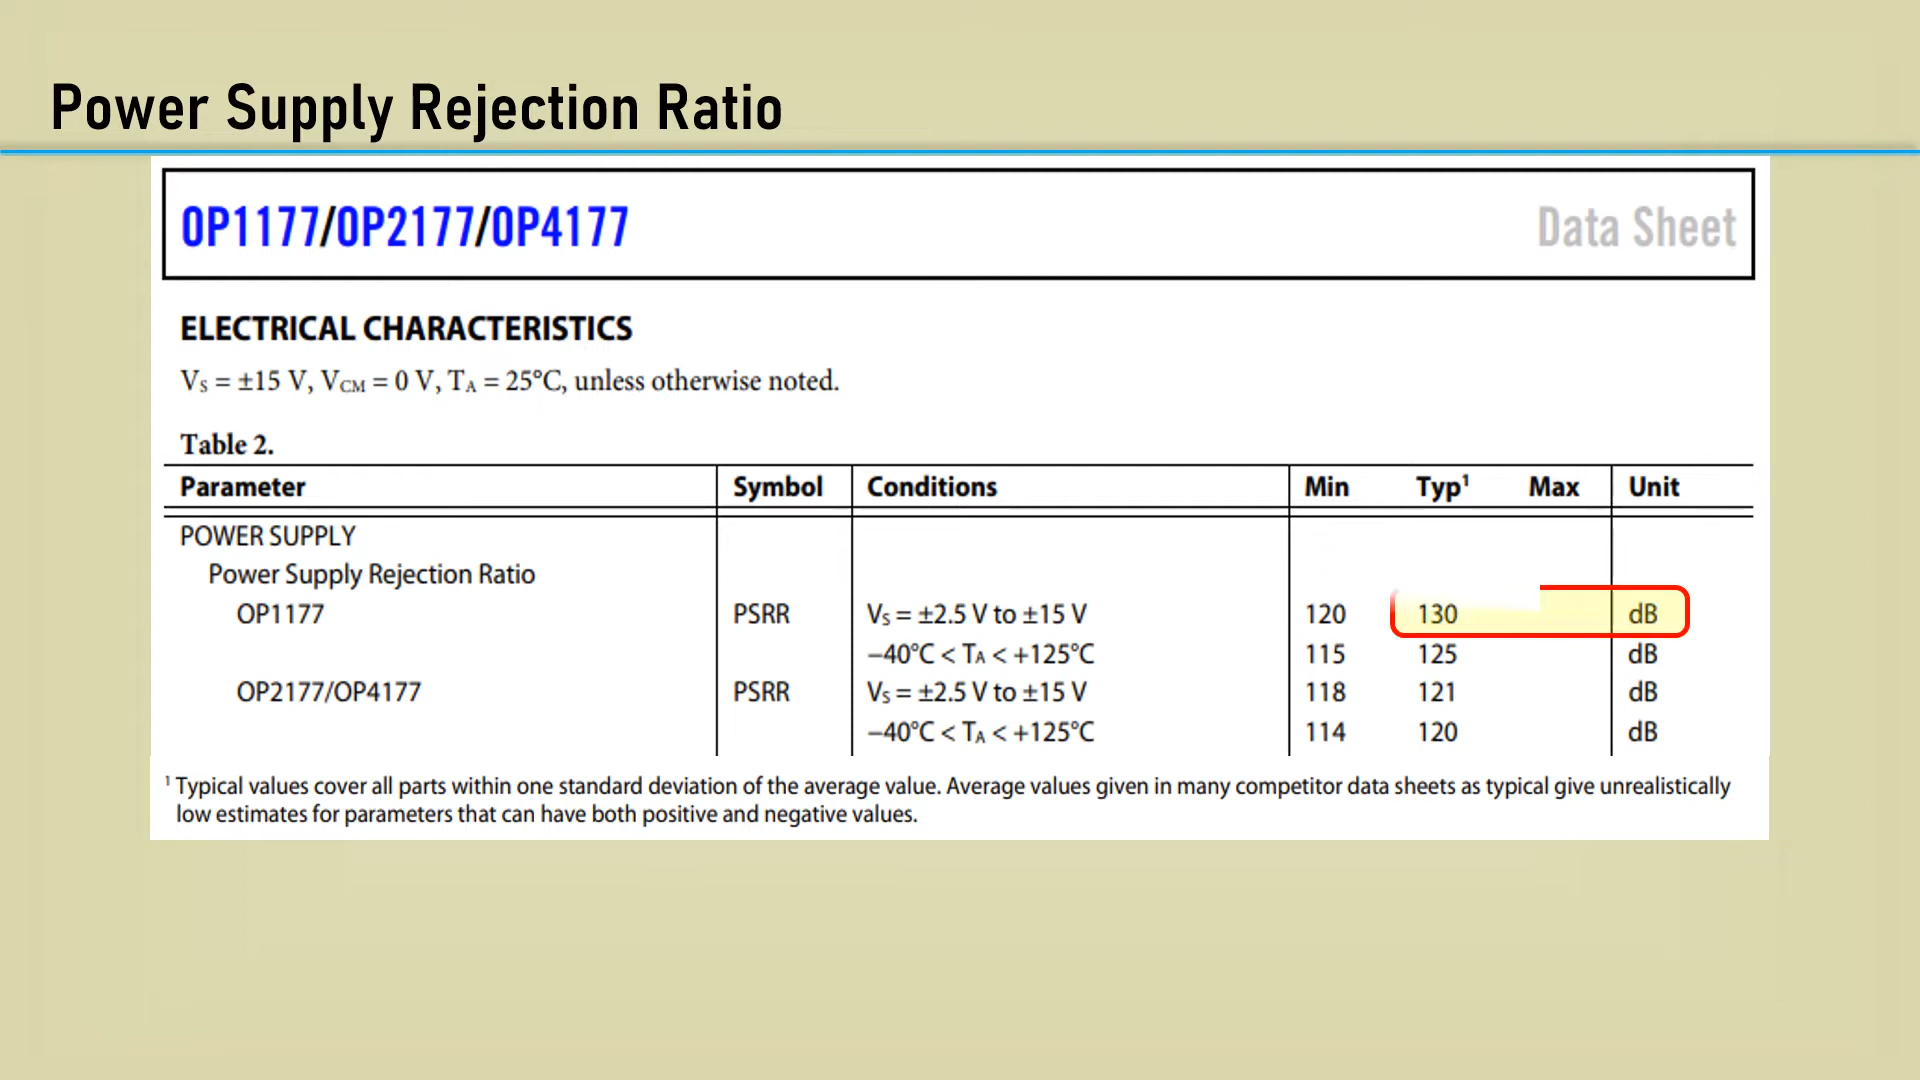 Power Supply Rejection Ratio
OP1177/OP2177/OP4177 Data Sheet
ELECTRICAL CHARACTERISTICS
VS = ±15 V, VCM = 0 V, TA = 25°C, unless otherwise noted.
Table 2.
Parameter Symbol Conditions Min Typ1 Max Unit
POWER SUPPLY
Power Supply Rejection Ratio
OP1177 PSRR VS = ±2.5 V to ±15 V 120 130 dB
−40°C < TA < +125°C 115 125 dB
OP2177/OP4177 PSRR VS = ±2.5 V to ±15 V 118 121 dB
−40°C < TA < +125°C 114 120 dB
1 Typical values cover all parts within one standard deviation of the average value. Average values given in many competitor data sheets as typical give unrealistically
low estimates for parameters that can have both positive and negative values.